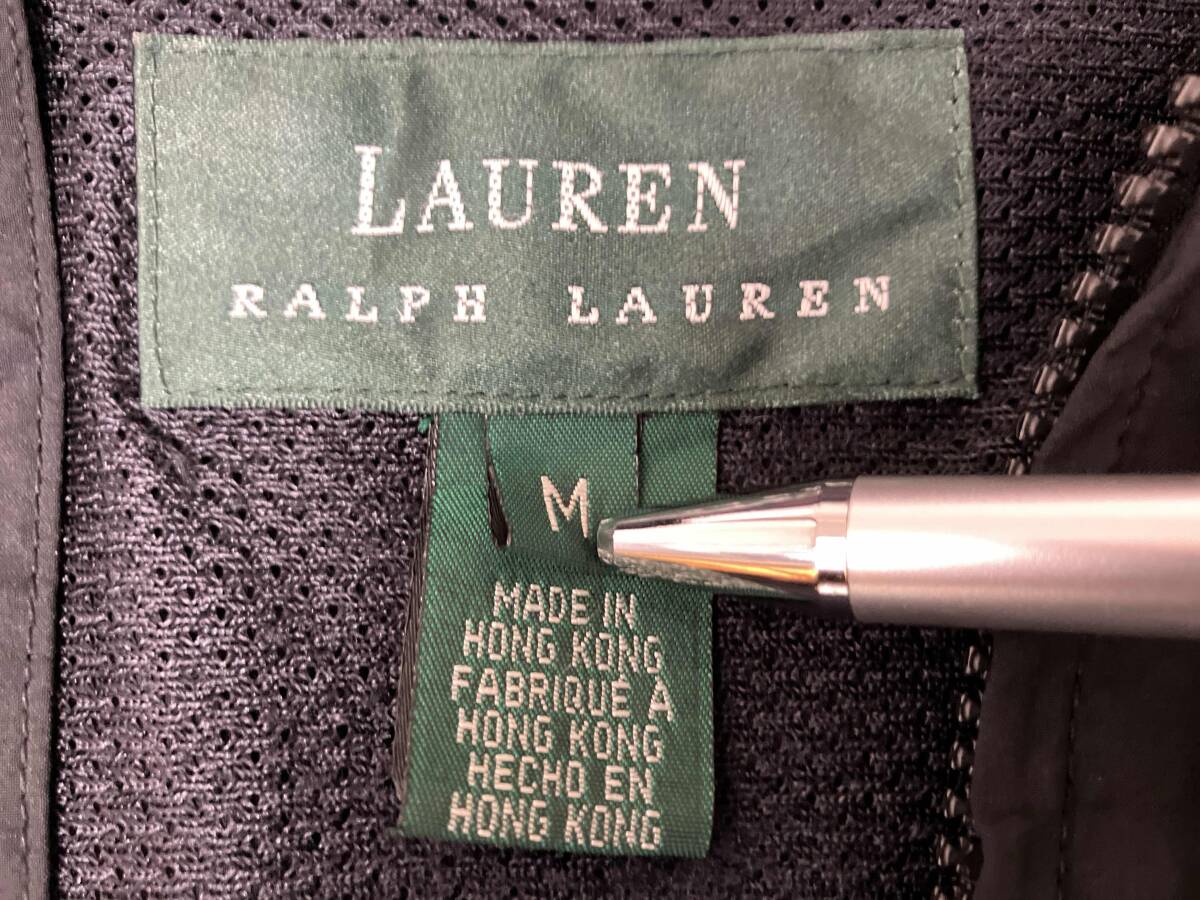 LAUREN
RALPH LAUREN
M
MADE IN
HONG KONG
FABRIQUÉ A
HONG KONG
HECHO EN
HONG KONG